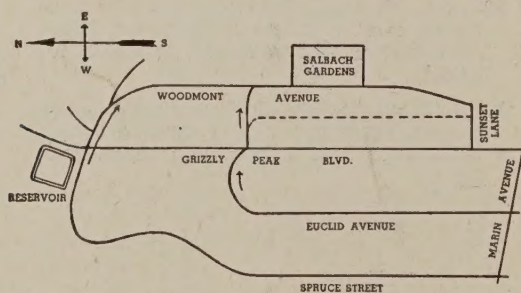 E
N S
W
SALBACH
GARDENS
WOODMONT AVENUE
SUNSET
LANE
GRIZZLY PEAK BLVD.
RESERVOIR
EUCLID AVENUE
MARIN AVENUE
SPRUCE STREET